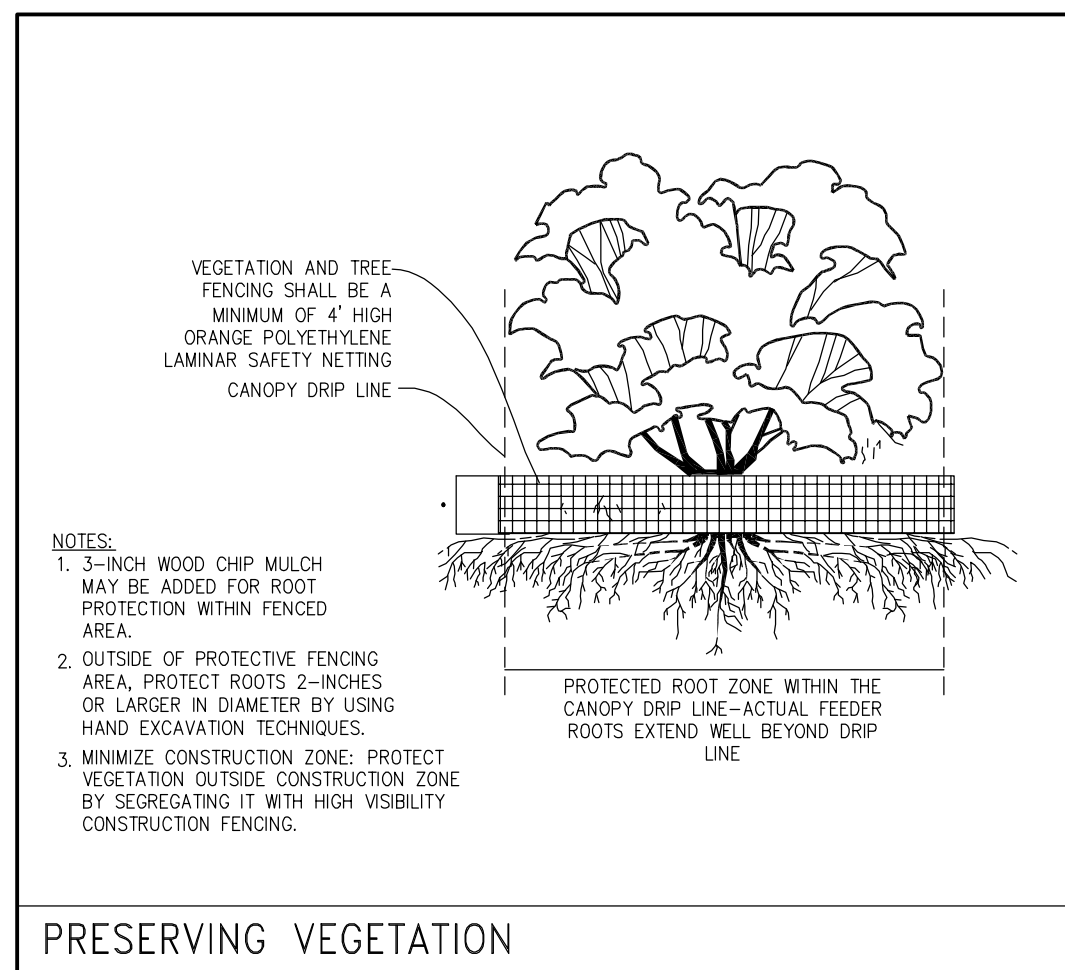 VEGETATION AND TREE
FENCING SHALL BE A
MINIMUM OF 4' HIGH
ORANGE POLYETHYLENE
LAMINAR SAFETY NETTING
CANOPY DRIP LINE
NOTES:
1. 3-INCH WOOD CHIP MULCH
MAY BE ADDED FOR ROOT
PROTECTION WITHIN FENCED
AREA.
2. OUTSIDE OF PROTECTIVE FENCING
AREA, PROTECT ROOTS 2-INCHES
OR LARGER IN DIAMETER BY USING
HAND EXCAVATION TECHNIQUES.
3. MINIMIZE CONSTRUCTION ZONE: PROTECT
VEGETATION OUTSIDE CONSTRUCTION ZONE
BY SEGREGATING IT WITH HIGH VISIBILITY
CONSTRUCTION FENCING.
PROTECTED ROOT ZONE WITHIN THE
CANOPY DRIP LINE-ACTUAL FEEDER
ROOTS EXTEND WELL BEYOND DRIP
LINE
PRESERVING VEGETATION